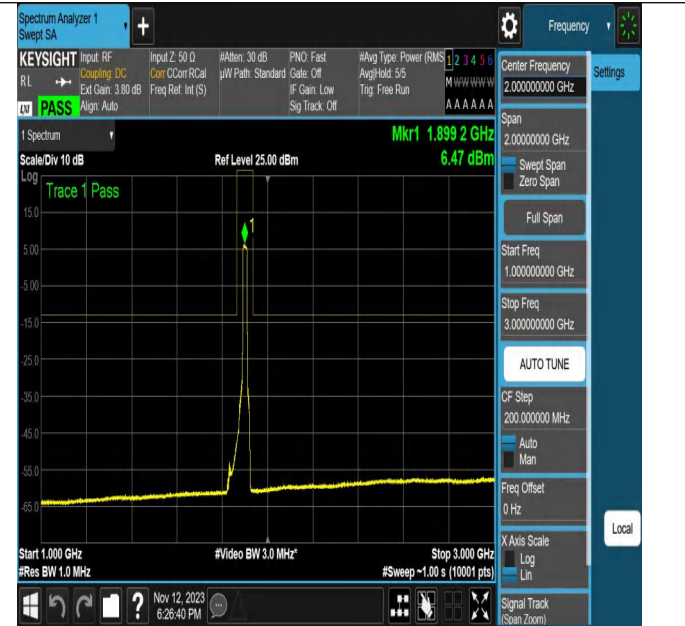 Spectrum Analyzer 1
Swept SA
+
Frequency
KEYSIGHT
RL
LXI
PASS
Input: RF
Coupling: DC
Ext Gain: 3.80 dB
Align: Auto
Input Z: 50 Ω
Corr CCorr RCal
Freq Ref: Int (S)
#Atten: 30 dB
µW Path: Standard
PNO: Fast
Gate: Off
IF Gain: Low
Sig Track: Off
#Avg Type: Power (RMS
Avg|Hold: 5/5
Trig: Free Run
1 2 3 4 5 6
M W W W W W
A A A A A A
1 Spectrum
Scale/Div 10 dB
Ref Level 25.00 dBm
Mkr1 1.899 2 GHz
6.47 dBm
Log
Trace 1 Pass
1
15.0
5.00
-5.00
-15.0
-25.0
-35.0
-45.0
-55.0
-65.0
Start 1.000 GHz
#Res BW 1.0 MHz
#Video BW 3.0 MHz*
Stop 3.000 GHz
#Sweep ~1.00 s (10001 pts)
Center Frequency
2.000000000 GHz
Span
2.00000000 GHz
Swept Span
Zero Span
Full Span
Start Freq
1.000000000 GHz
Stop Freq
3.000000000 GHz
AUTO TUNE
CF Step
200.000000 MHz
Auto
Man
Freq Offset
0 Hz
X Axis Scale
Log
Lin
Signal Track
(Span Zoom)
Settings
Local
?
Nov 12, 2023
6:26:40 PM